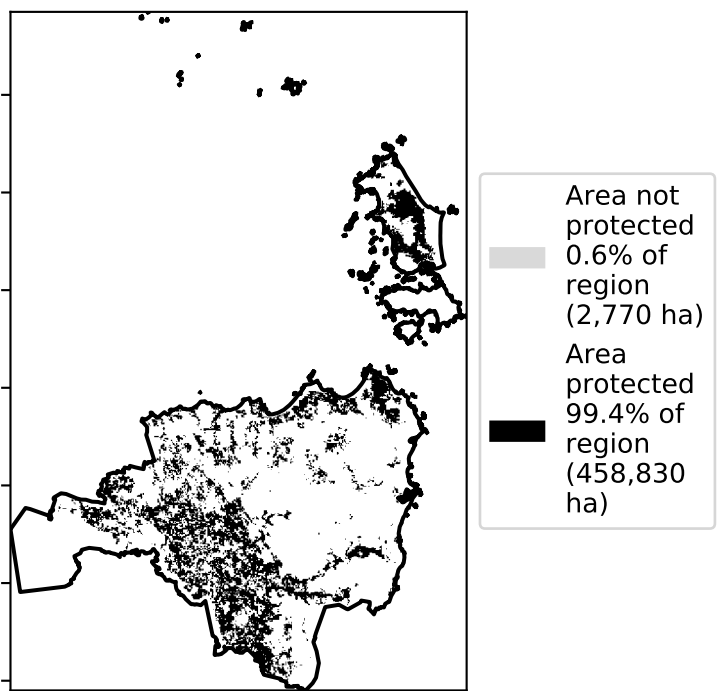 Area not
protected
0.6% of
region
(2,770 ha)
Area
protected
99.4% of
region
(458,830
ha)